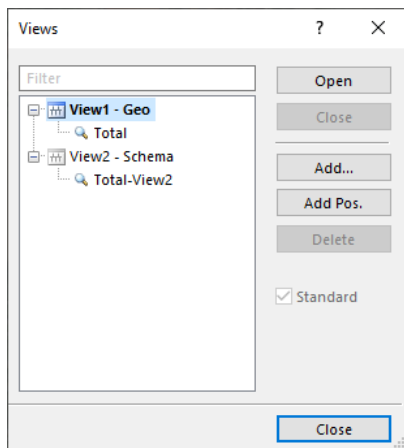 Views ?
Filter
View1 - Geo
Total
View2 - Schema
Total-View2
Open
Close
Add...
Add Pos.
Delete
Standard
Close